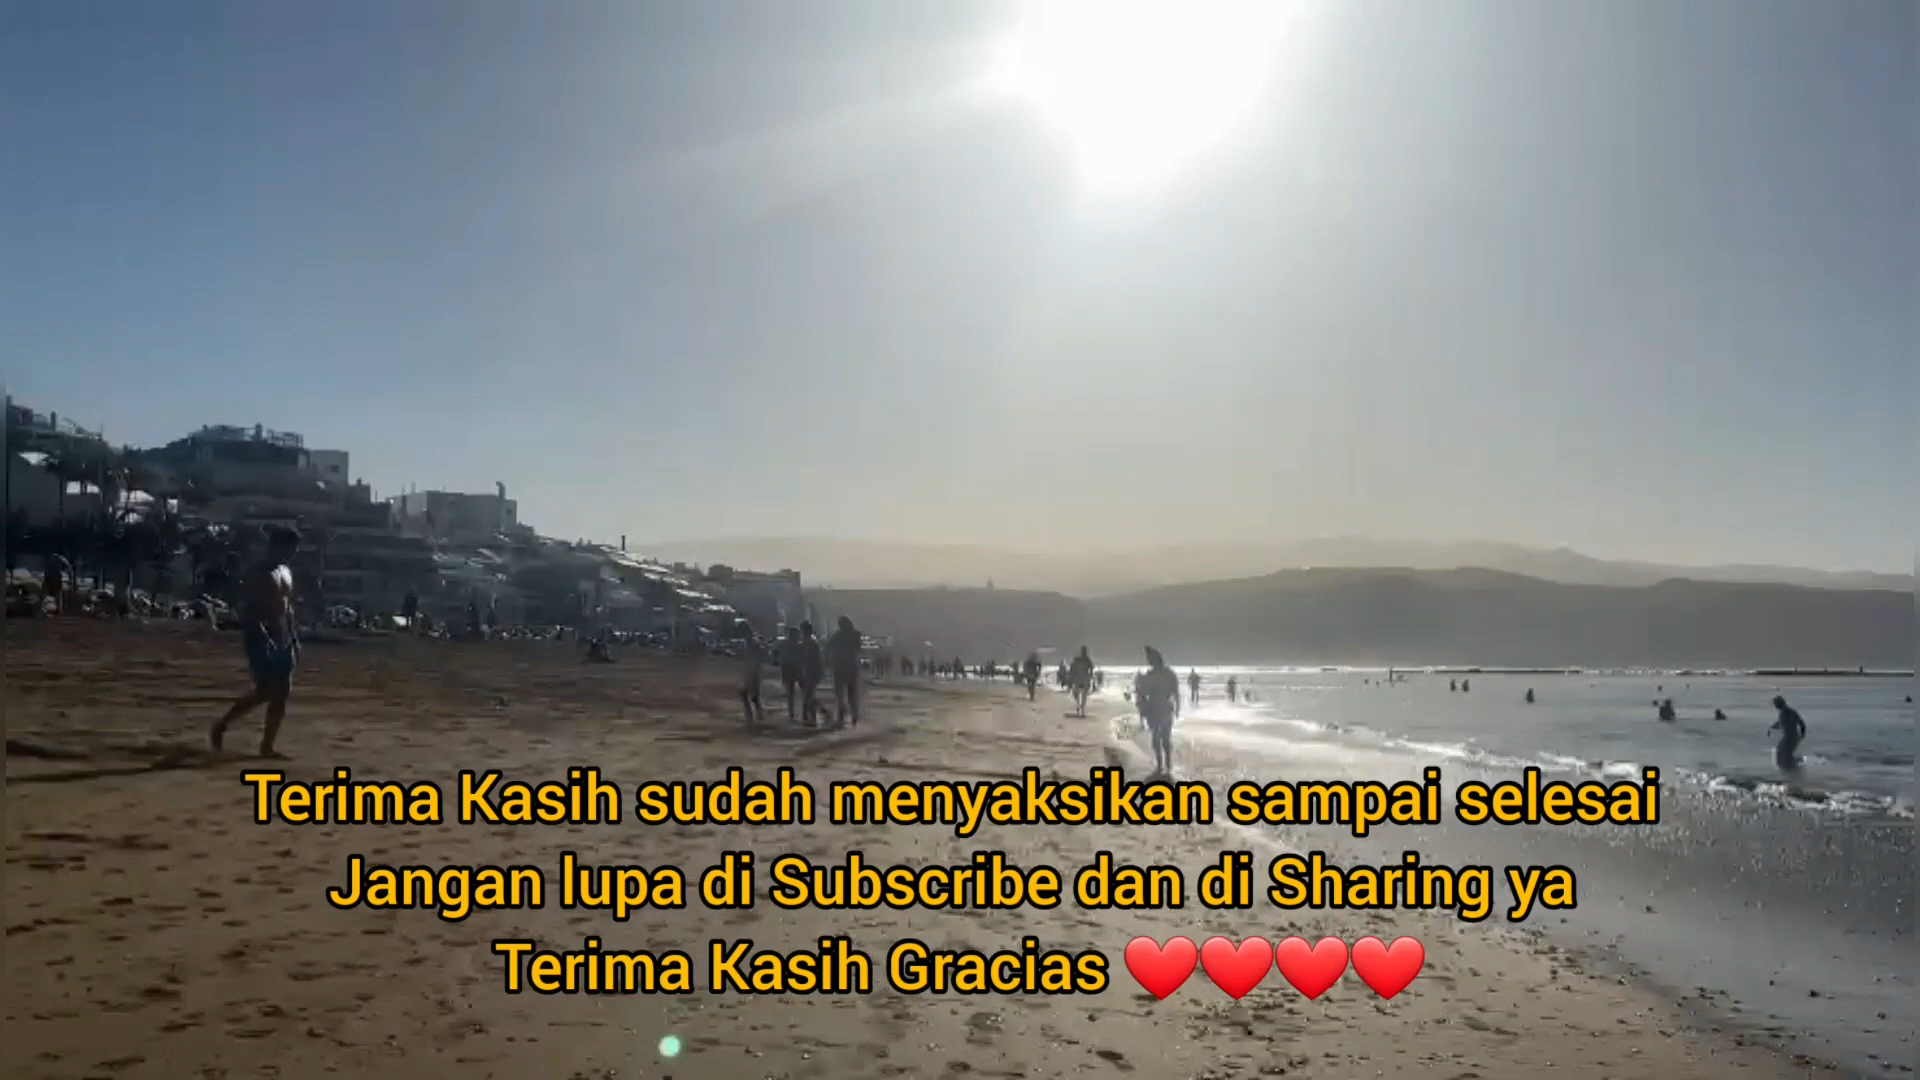 Terima Kasih sudah menyaksikan sampai selesai
Jangan lupa di Subscribe dan di Sharing ya
Terima Kasih Gracias ❤️❤️❤️❤️